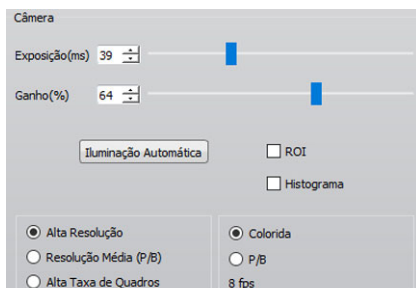 Câmera
Exposição(ms) 39
Ganho(%) 64
Iluminação Automática
ROI
Histograma
Alta Resolução
Resolução Média (P/B)
Alta Taxa de Quadros
Colorida
P/B
8 fps